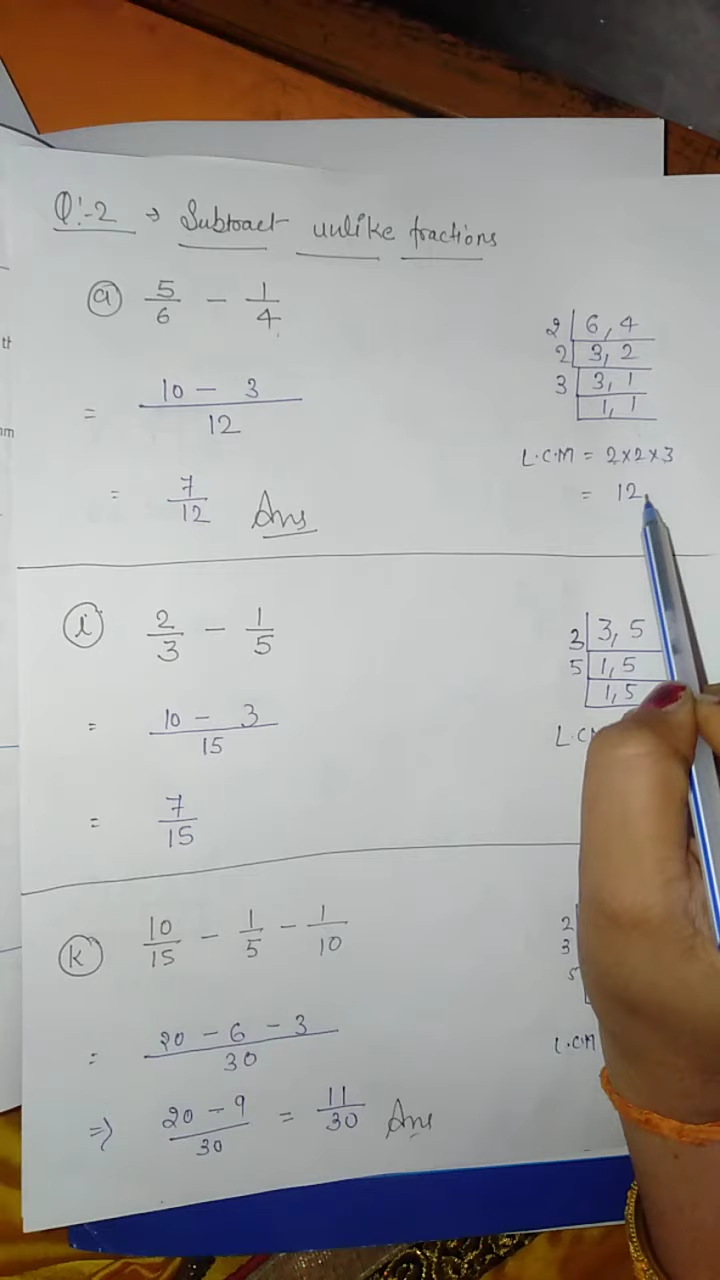 Q:-2 → Subtract unlike fractions
ⓐ 5/6 - 1/4
= 10 - 3 / 12
= 7/12 Ans
2 | 6, 4
2 | 3, 2
3 | 3, 1
1, 1
L.C.M = 2×2×3
= 12
ⓘ 2/3 - 1/5
= 10 - 3 / 15
= 7/15
3 | 3, 5
5 | 1, 5
1, 5
L.C
ⓚ 10/15 - 1/5 - 1/10
= 20 - 6 - 3 / 30
⇒ 20 - 9 / 30 = 11/30 Ans
2
3
5
L.C.M